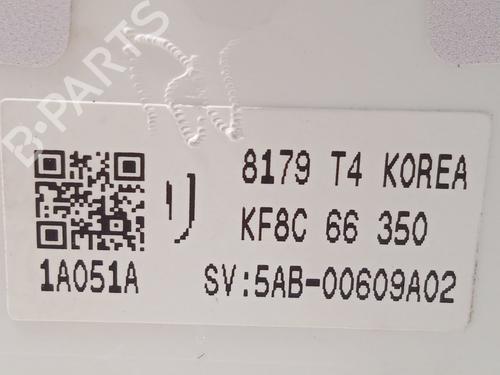 B-PARTS
8179 T4 KOREA
KF8C 66 350
1A051A SV:5AB-00609A02